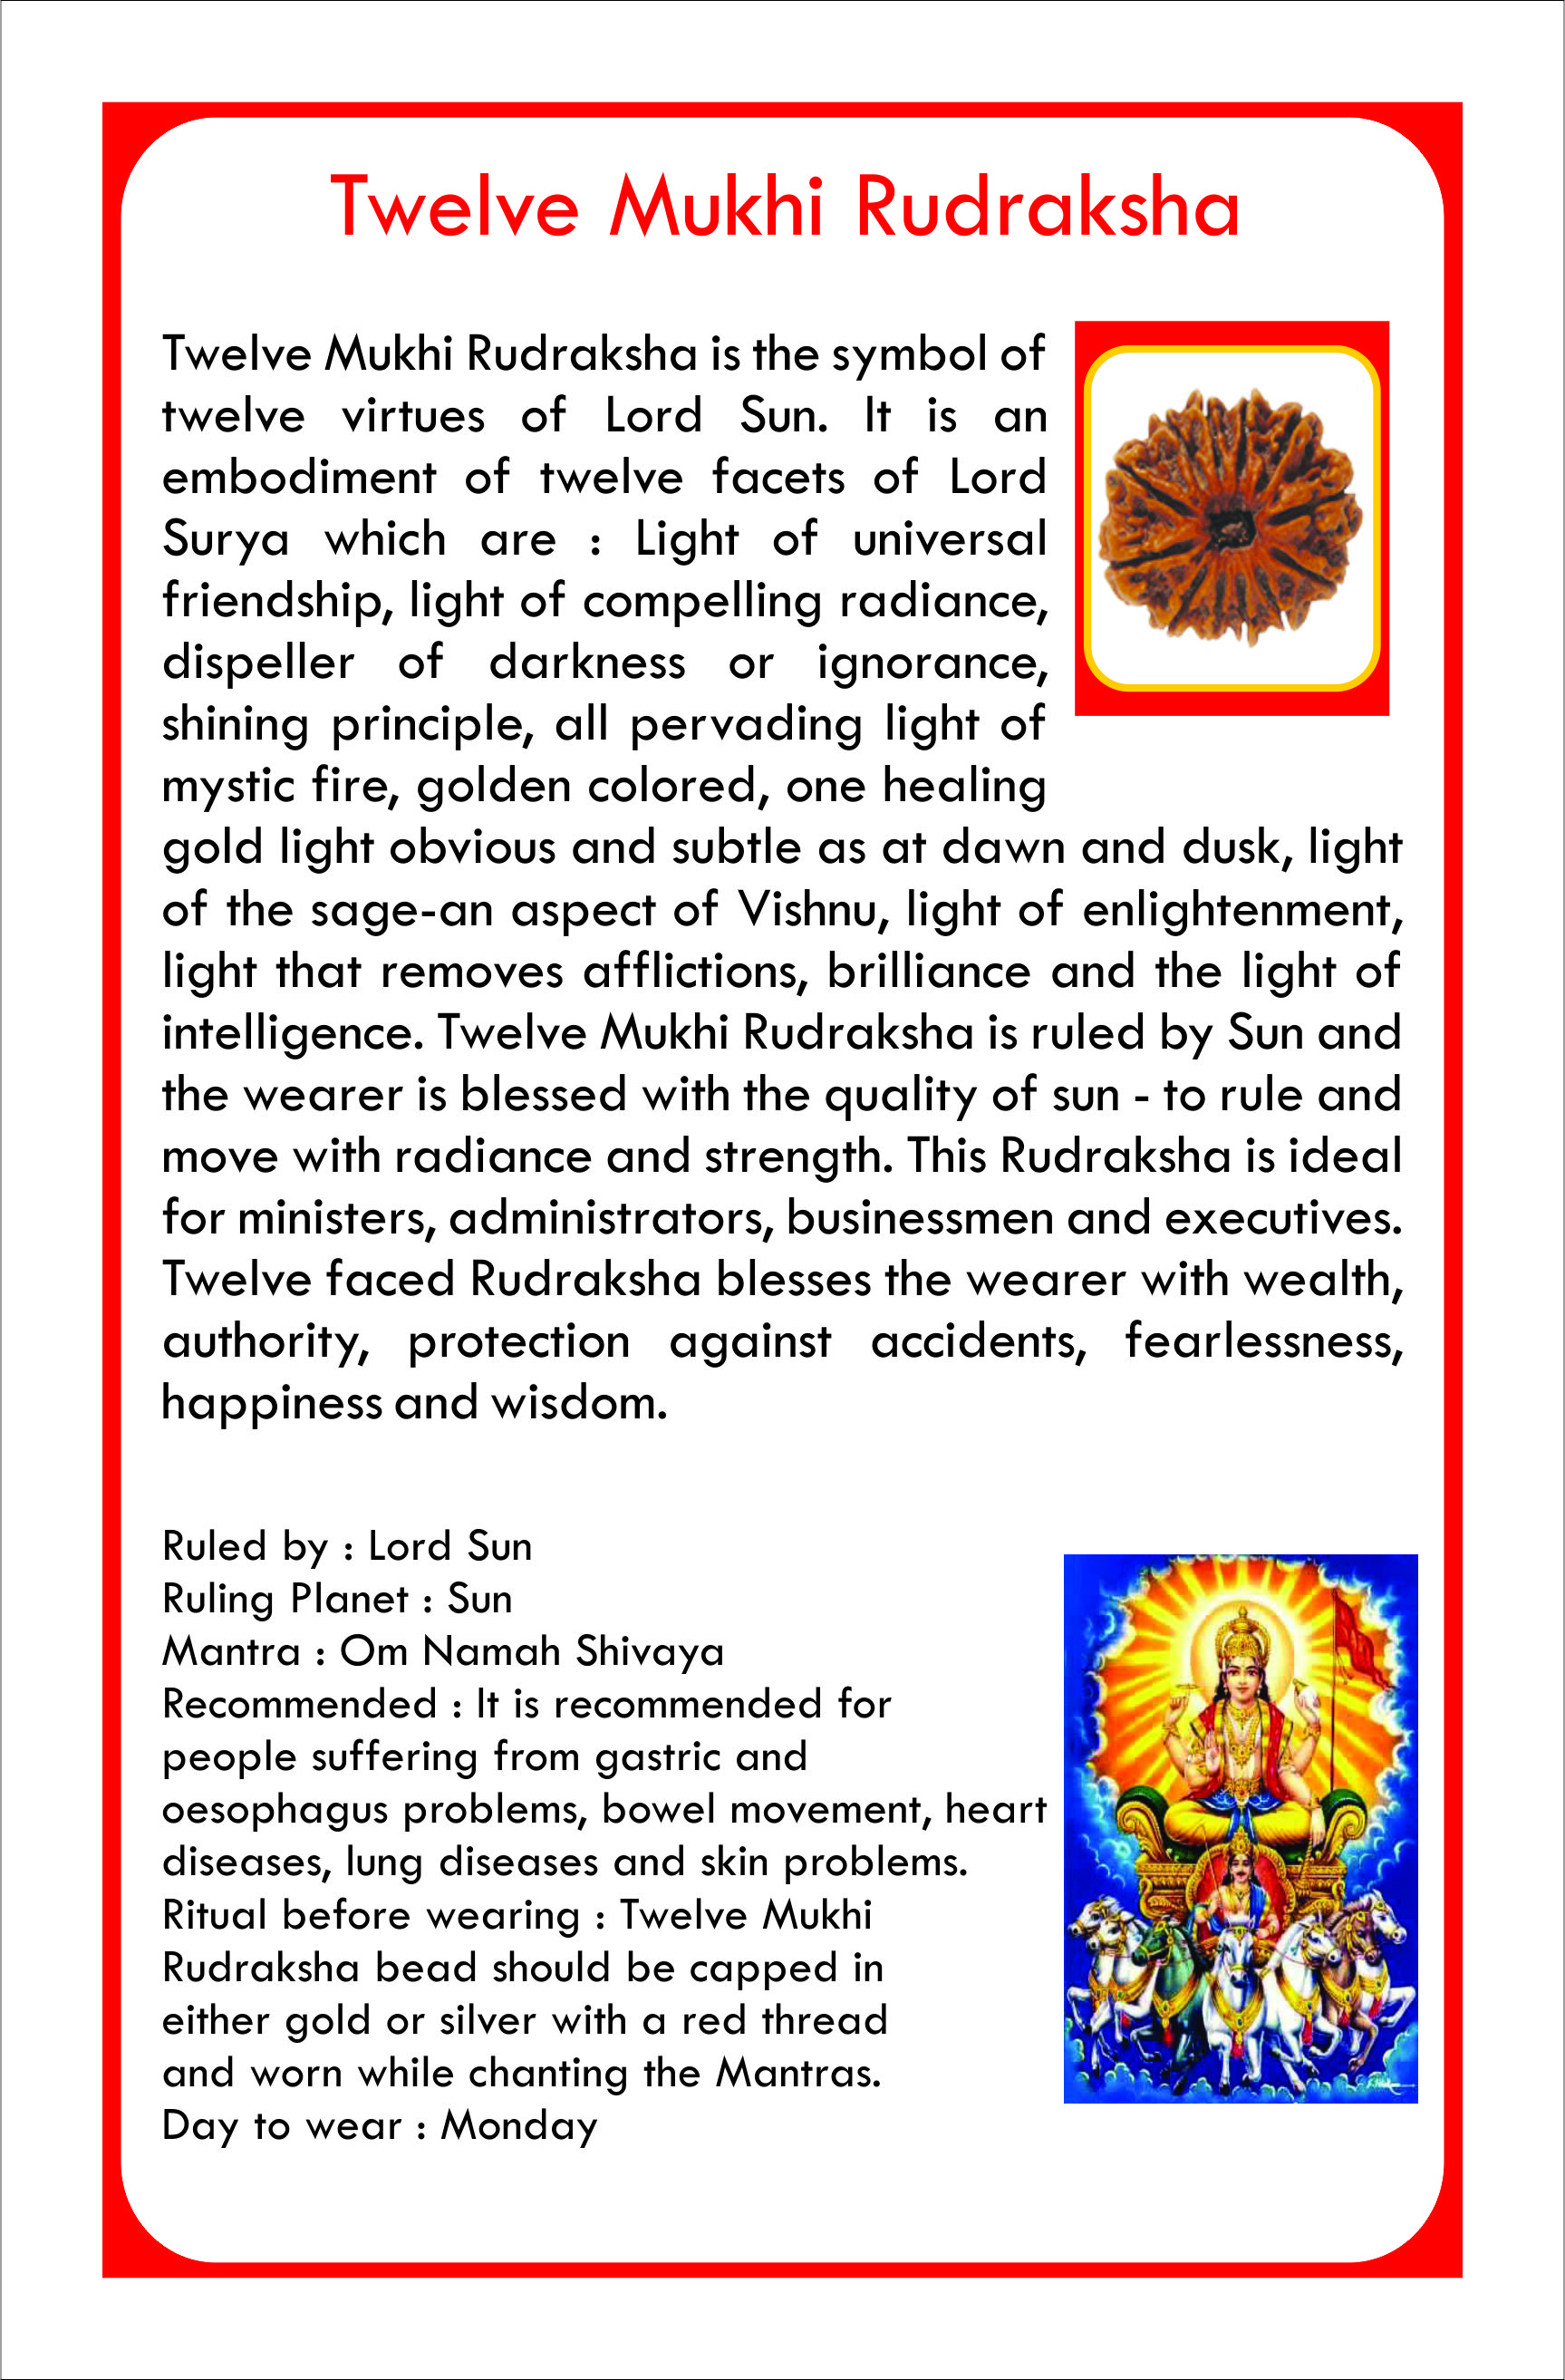 Twelve Mukhi Rudraksha
Twelve Mukhi Rudraksha is the symbol of
twelve virtues of Lord Sun. It is an
embodiment of twelve facets of Lord
Surya which are : Light of universal
friendship, light of compelling radiance,
dispeller of darkness or ignorance,
shining principle, all pervading light of
mystic fire, golden colored, one healing
gold light obvious and subtle as at dawn and dusk, light
of the sage-an aspect of Vishnu, light of enlightenment,
light that removes afflictions, brilliance and the light of
intelligence. Twelve Mukhi Rudraksha is ruled by Sun and
the wearer is blessed with the quality of sun - to rule and
move with radiance and strength. This Rudraksha is ideal
for ministers, administrators, businessmen and executives.
Twelve faced Rudraksha blesses the wearer with wealth,
authority, protection against accidents, fearlessness,
happiness and wisdom.
Ruled by : Lord Sun
Ruling Planet : Sun
Mantra : Om Namah Shivaya
Recommended : It is recommended for
people suffering from gastric and
oesophagus problems, bowel movement, heart
diseases, lung diseases and skin problems.
Ritual before wearing : Twelve Mukhi
Rudraksha bead should be capped in
either gold or silver with a red thread
and worn while chanting the Mantras.
Day to wear : Monday